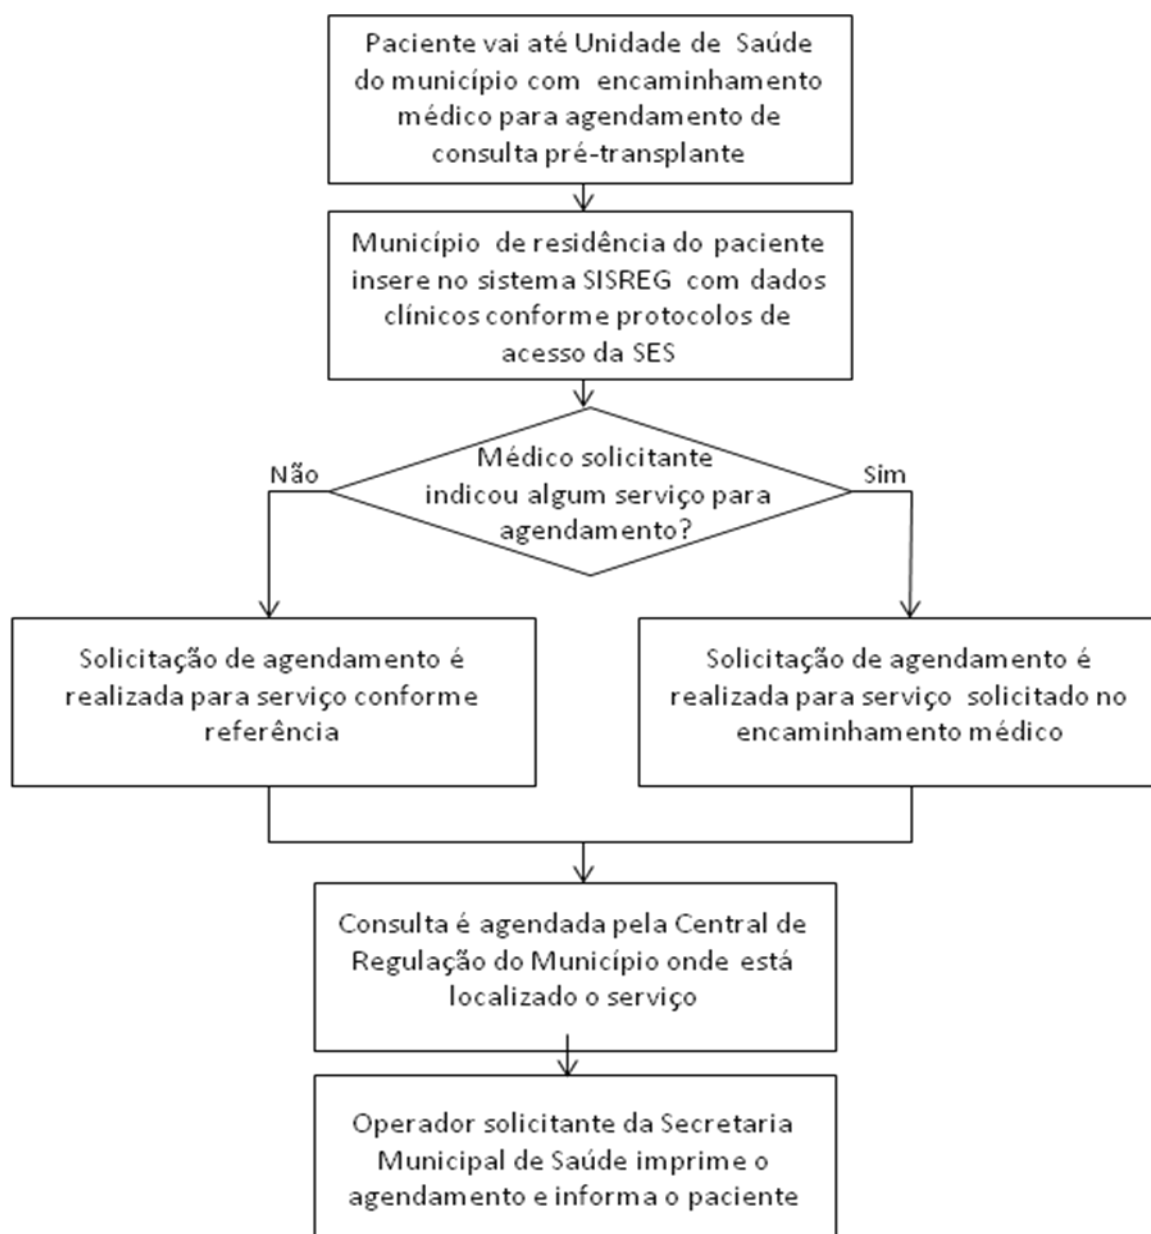 Paciente vai até Unidade de Saúde
do município com encaminhamento
médico para agendamento de
consulta pré-transplante
Município de residência do paciente
insere no sistema SISREG com dados
clínicos conforme protocolos de
acesso da SES
Médico solicitante
indicou algum serviço para
agendamento?
Não
Sim
Solicitação de agendamento é
realizada para serviço conforme
referência
Solicitação de agendamento é
realizada para serviço solicitado no
encaminhamento médico
Consulta é agendada pela Central de
Regulação do Município onde está
localizado o serviço
Operador solicitante da Secretaria
Municipal de Saúde imprime o
agendamento e informa o paciente